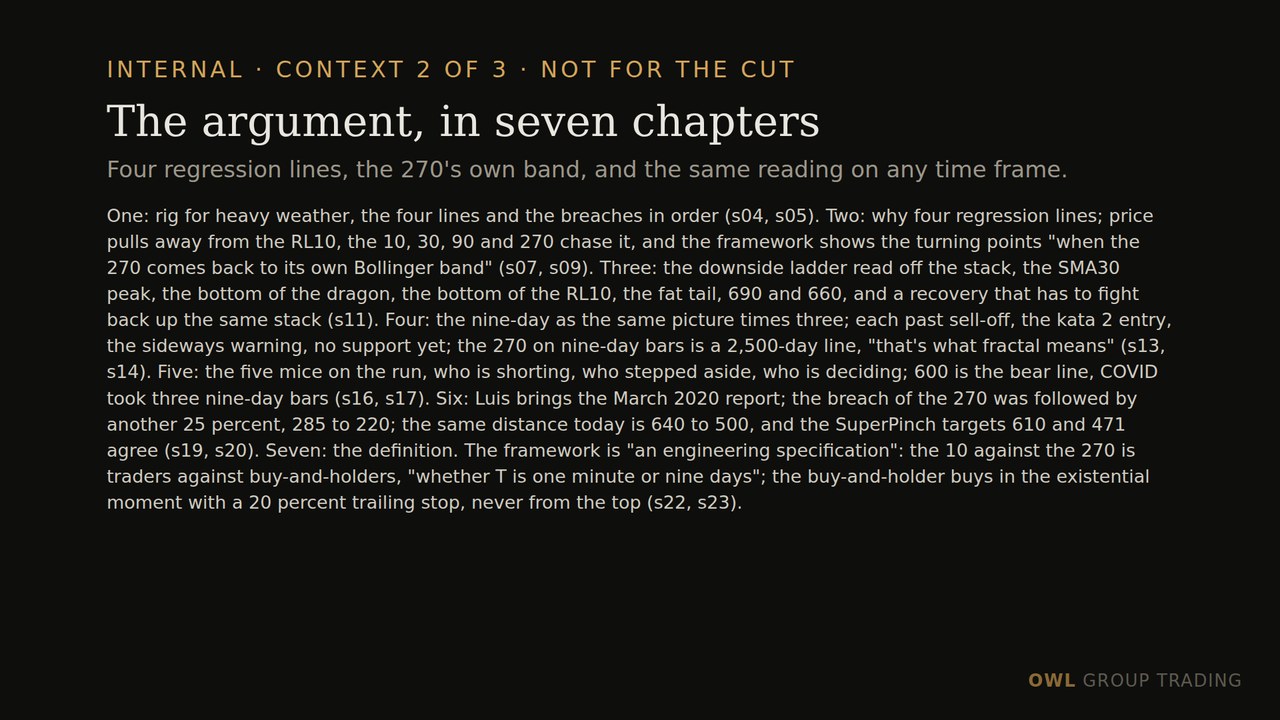 INTERNAL · CONTEXT 2 OF 3 · NOT FOR THE CUT
The argument, in seven chapters
Four regression lines, the 270's own band, and the same reading on any time frame.
One: rig for heavy weather, the four lines and the breaches in order (s04, s05). Two: why four regression lines; price
pulls away from the RL10, the 10, 30, 90 and 270 chase it, and the framework shows the turning points "when the
270 comes back to its own Bollinger band" (s07, s09). Three: the downside ladder read off the stack, the SMA30
peak, the bottom of the dragon, the bottom of the RL10, the fat tail, 690 and 660, and a recovery that has to fight
back up the same stack (s11). Four: the nine-day as the same picture times three; each past sell-off, the kata 2 entry,
the sideways warning, no support yet; the 270 on nine-day bars is a 2,500-day line, "that's what fractal means" (s13,
s14). Five: the five mice on the run, who is shorting, who stepped aside, who is deciding; 600 is the bear line, COVID
took three nine-day bars (s16, s17). Six: Luis brings the March 2020 report; the breach of the 270 was followed by
another 25 percent, 285 to 220; the same distance today is 640 to 500, and the SuperPinch targets 610 and 471
agree (s19, s20). Seven: the definition. The framework is "an engineering specification": the 10 against the 270 is
traders against buy-and-holders, "whether T is one minute or nine days"; the buy-and-holder buys in the existential
moment with a 20 percent trailing stop, never from the top (s22, s23).
OWL GROUP TRADING